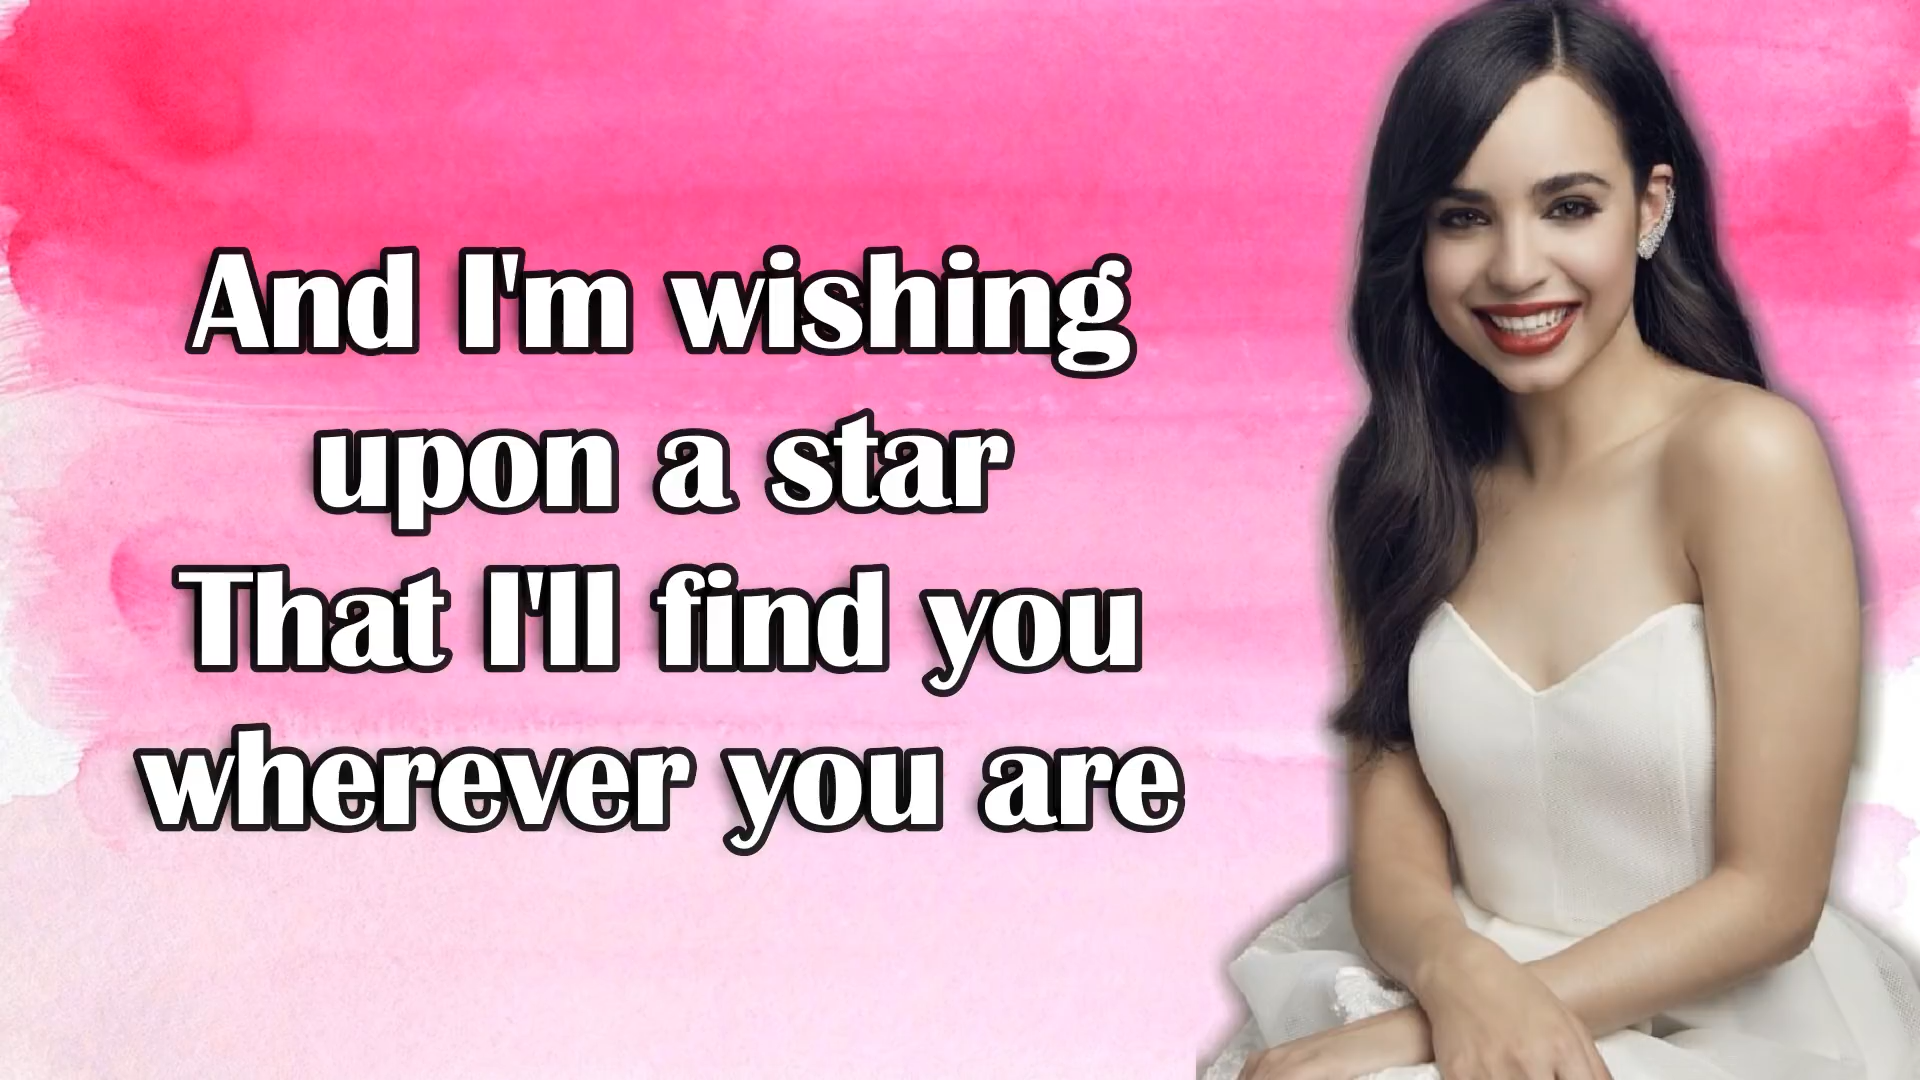 And I'm wishing
upon a star
That I'll find you
wherever you are